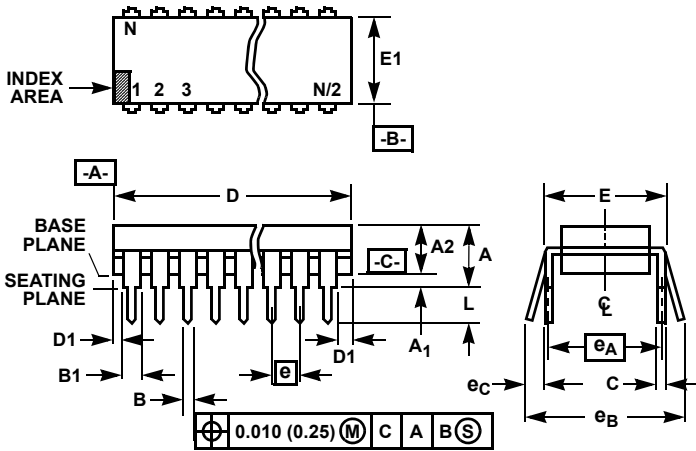 N
E1
INDEX
AREA
1 2 3 N/2
-B-
-A-
D
E
BASE
PLANE
A2
A
-C-
SEATING
PLANE
L
C
L
D1
A1
D1
eA
B1
e
eC
C
B
eB
0.010 (0.25) M C A B S